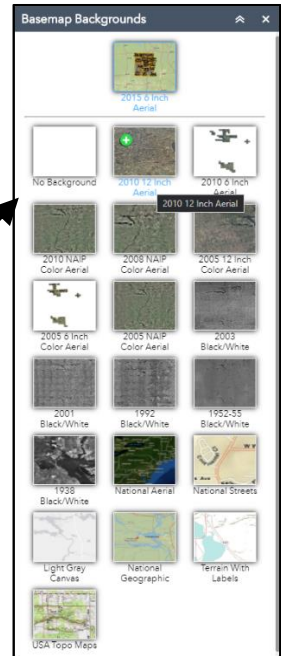 Basemap Backgrounds
2015 6 Inch
Aerial
No Background
2010 12 Inch
Aerial
2010 6 Inch
Aerial
2010 12 Inch Aerial
2010 NAIP
Color Aerial
2008 NAIP
Color Aerial
2005 12 Inch
Color Aerial
2005 6 Inch
Color Aerial
2005 NAIP
Color Aerial
2003
Black/White
2001
Black/White
1992
Black/White
1952-55
Black/White
1938
Black/White
National Aerial
National Streets
Light Gray
Canvas
National
Geographic
Terrain With
Labels
USA Topo Maps